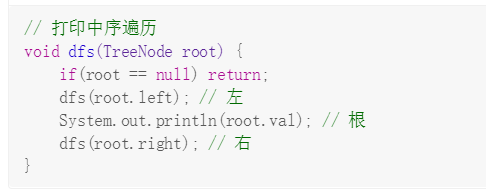 // 打印中序遍历
void dfs(TreeNode root) {
    if(root == null) return;
    dfs(root.left); // 左
    System.out.println(root.val); // 根
    dfs(root.right); // 右
}